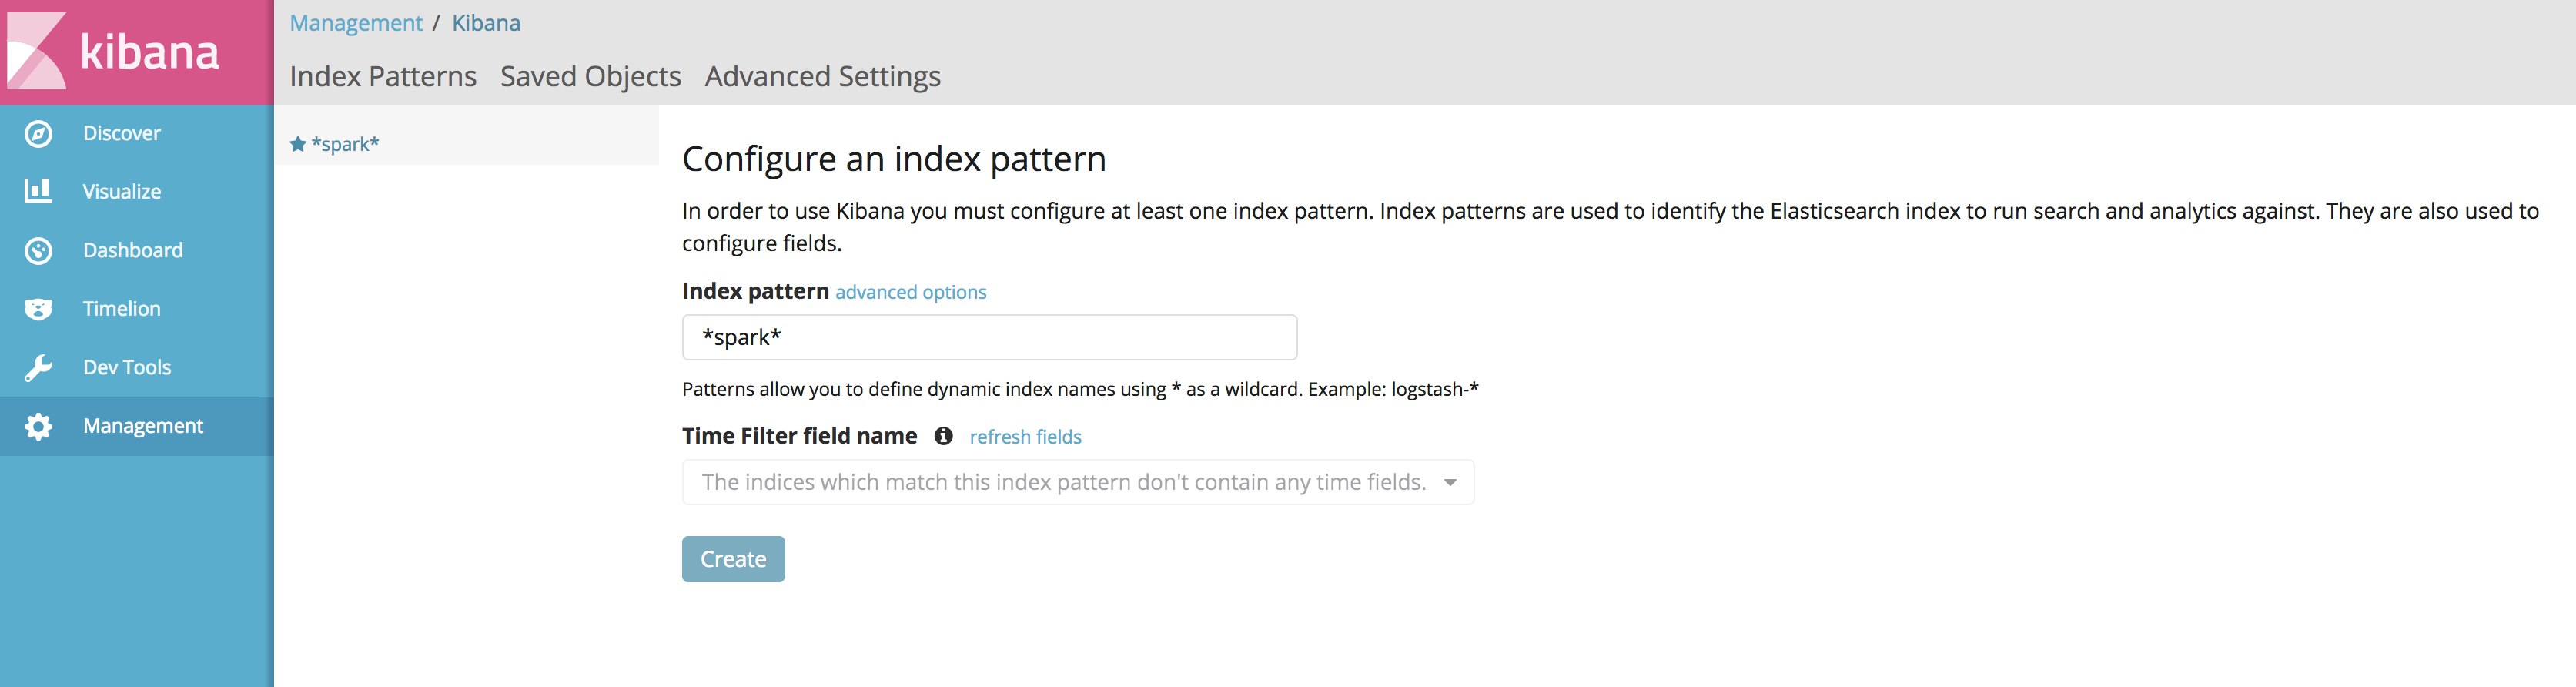 kibana
Discover
Visualize
Dashboard
Timelion
Dev Tools
Management
Management / Kibana
Index Patterns Saved Objects Advanced Settings
*spark*
Configure an index pattern
In order to use Kibana you must configure at least one index pattern. Index patterns are used to identify the Elasticsearch index to run search and analytics against. They are also used to
configure fields.
Index pattern advanced options
*spark*
Patterns allow you to define dynamic index names using * as a wildcard. Example: logstash-*
Time Filter field name refresh fields
The indices which match this index pattern don't contain any time fields.
Create